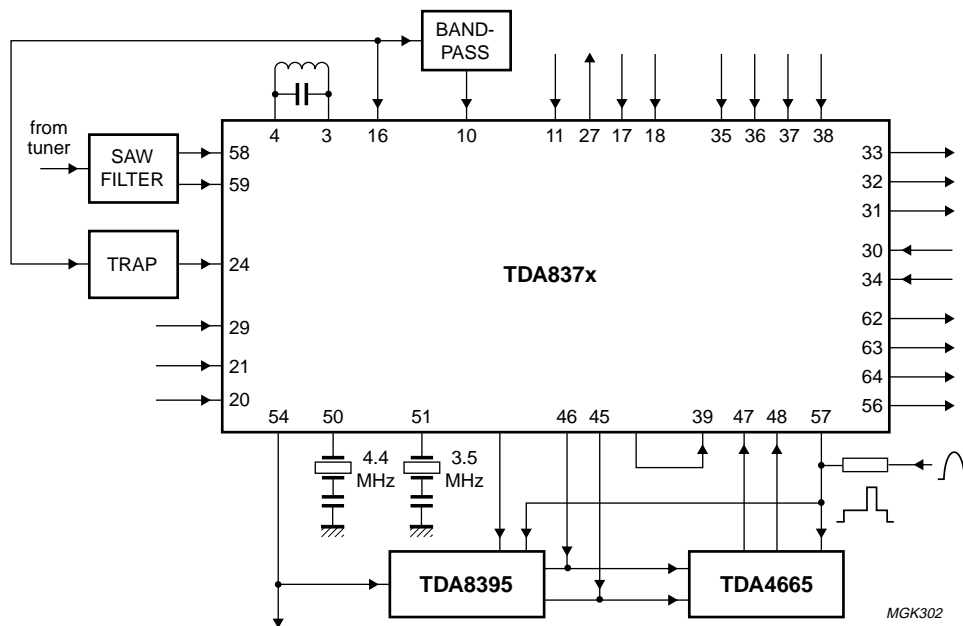 BAND-
PASS
4 3 16 10 11 27 17 18 35 36 37 38
from
tuner
SAW
FILTER
58
59
33
32
31
TRAP
24
30
34
TDA837x
29
21
20
62
63
64
56
54 50 51 46 45 39 47 48 57
4.4
MHz
3.5
MHz
TDA8395
TDA4665
MGK302